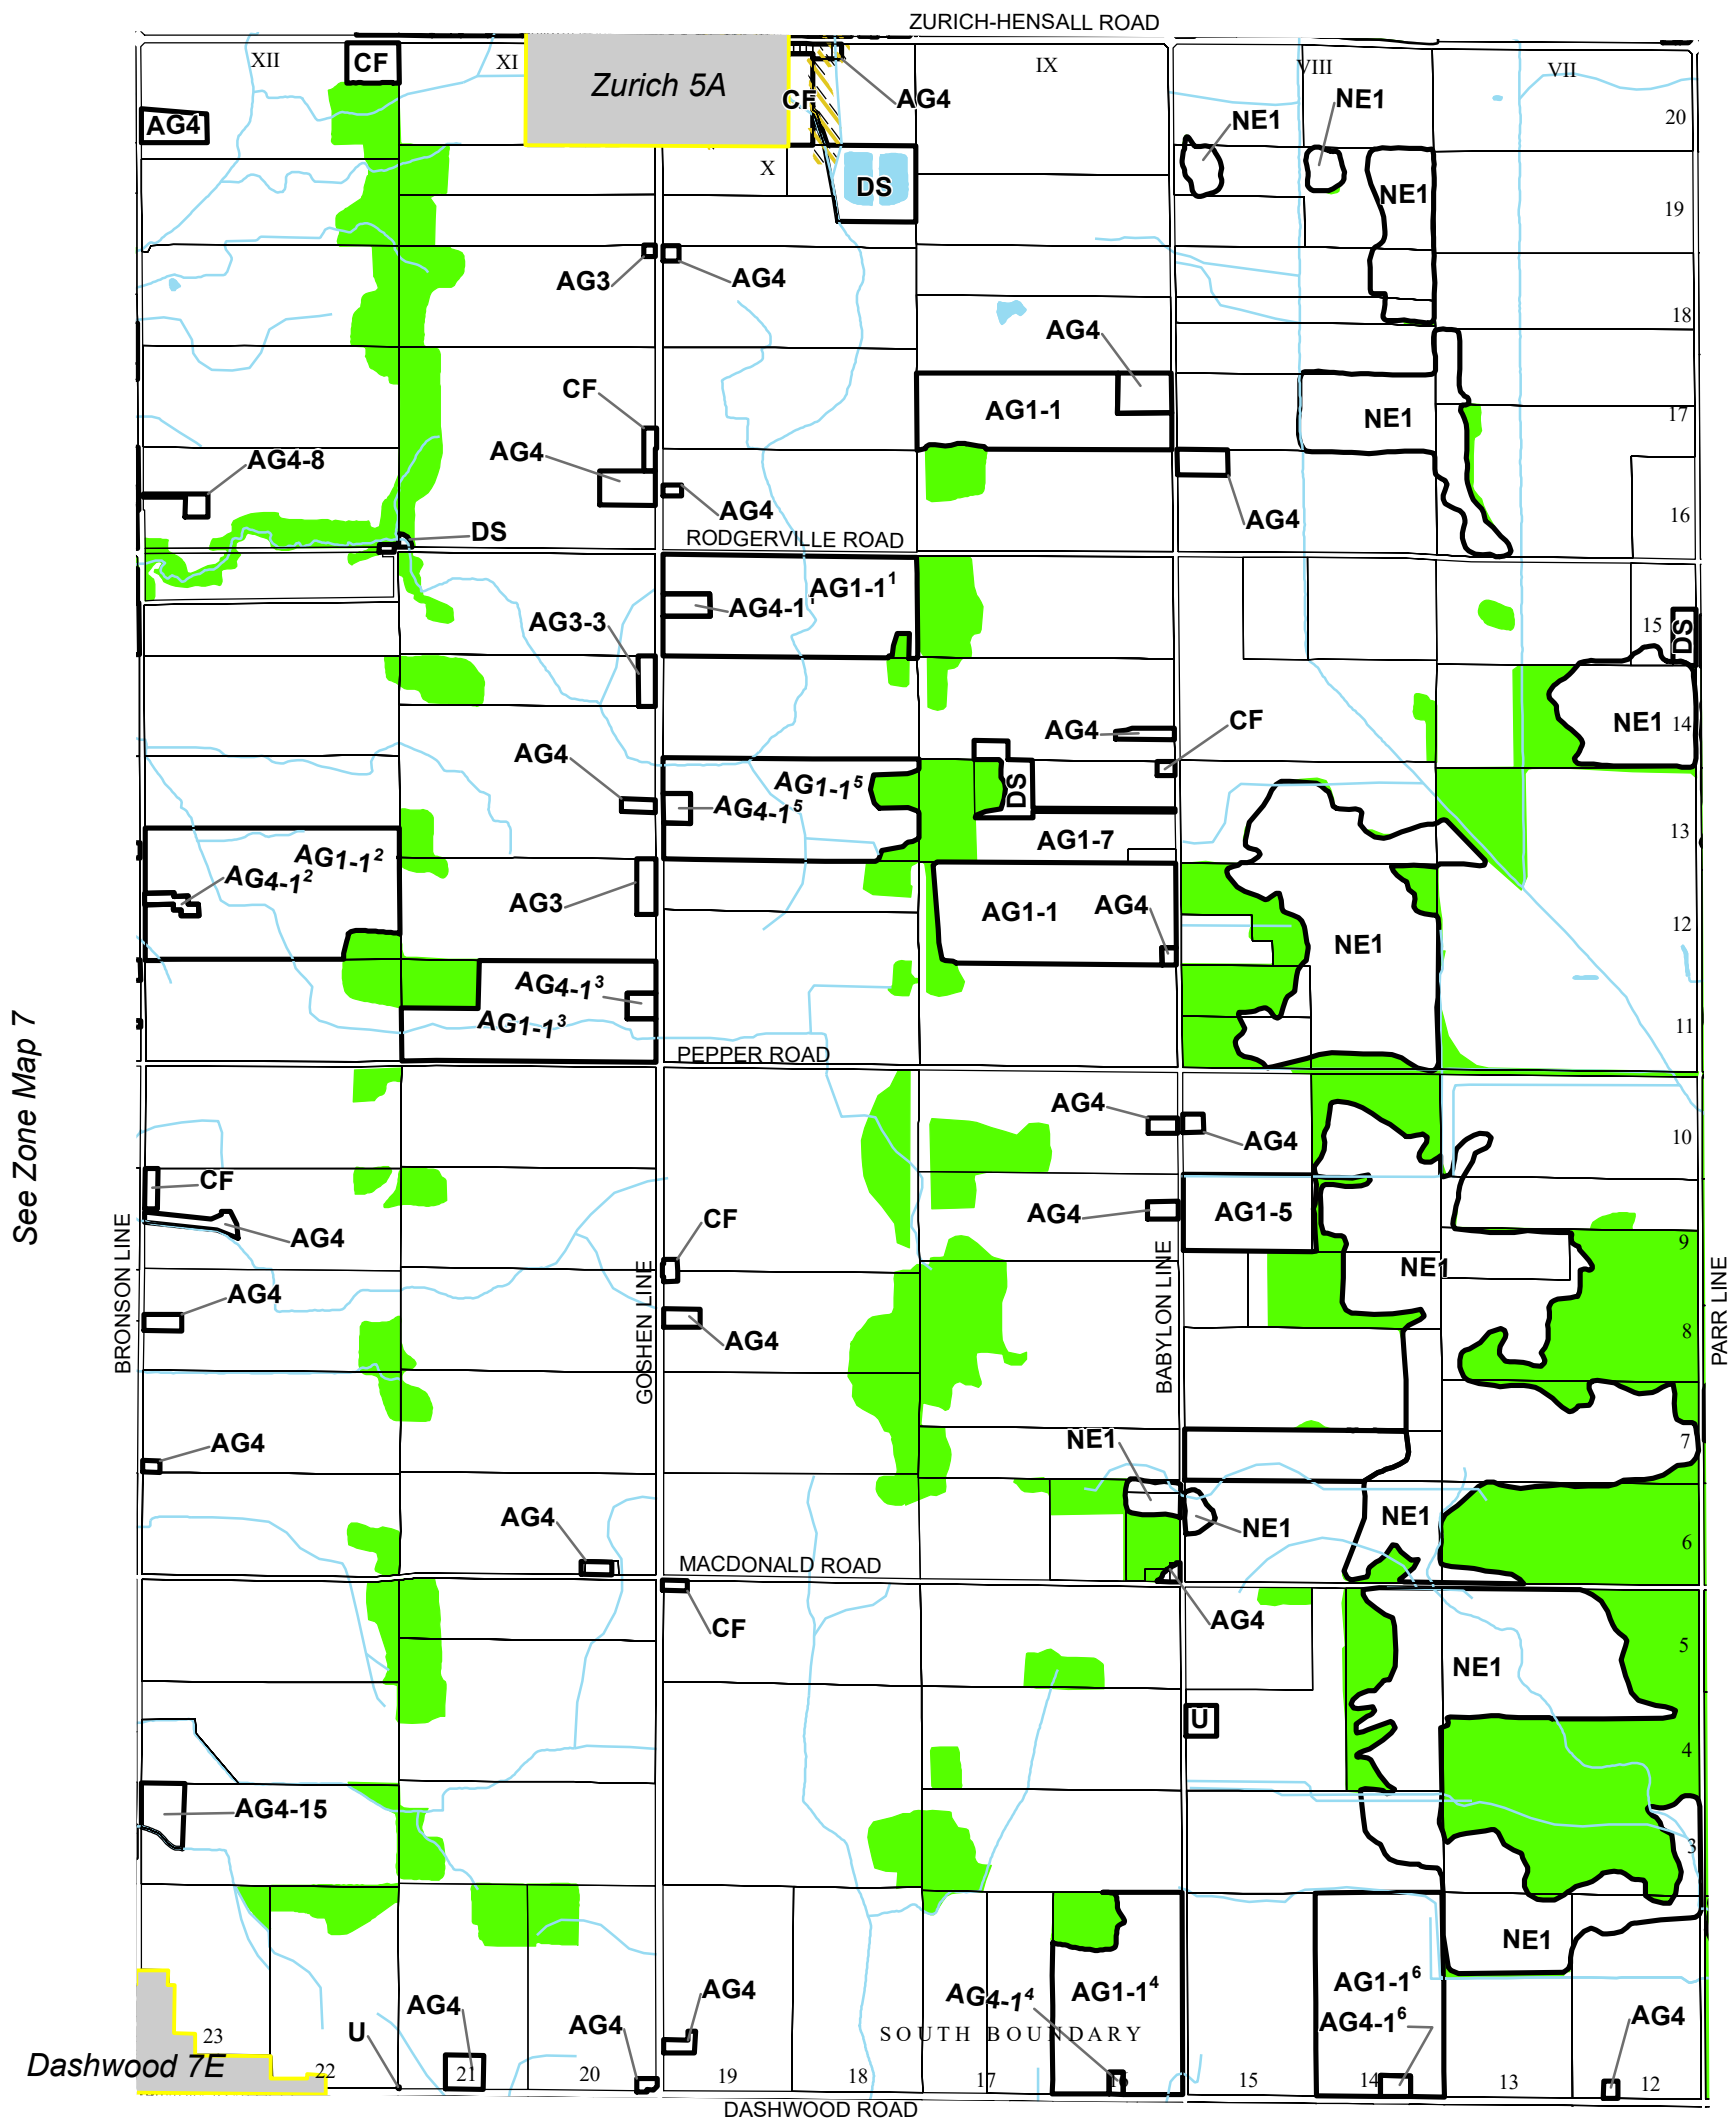 ZURICH-HENSALL ROAD
XII
CF
XI
Zurich 5A
CF
AG4
IX
VIII
VII
NE1
NE1
20
AG4
X
DS
NE1
19
AG3
AG4
18
AG4
CF
AG1-1
NE1
17
AG4-8
AG4
AG4
AG4
16
DS
RODGERVILLE ROAD
AG1-1¹
AG4-1¹
AG3-3
15
DS
AG4
CF
NE1
14
AG4
AG1-1⁵
AG4-1⁵
DS
AG1-7
13
AG1-1²
AG4-1²
AG3
AG1-1
AG4
NE1
12
AG4-1³
AG1-1³
11
PEPPER ROAD
See Zone Map 7
AG4
AG4
10
CF
AG4
CF
AG4
AG1-5
9
NE1
BRONSON LINE
GOSHEN LINE
BABYLON LINE
PARR LINE
AG4
AG4
8
AG4
NE1
7
AG4
NE1
NE1
6
MACDONALD ROAD
CF
AG4
5
NE1
U
4
AG4-15
3
NE1
AG4
AG4
AG4
AG4-1⁴
AG1-1⁴
AG1-1⁶
AG4-1⁶
AG4
U
SOUTH BOUNDARY
23
Dashwood 7E
22
21
20
19
18
17
16
15
14
13
12
DASHWOOD ROAD